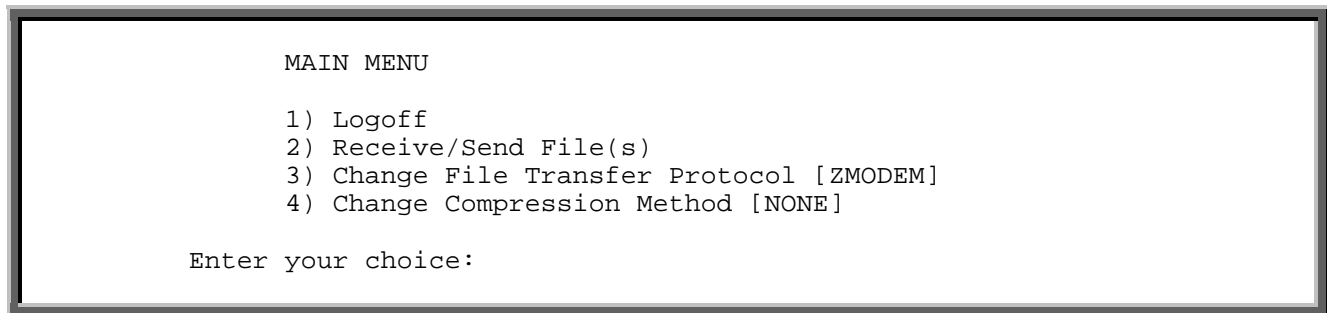 MAIN MENU
1) Logoff
2) Receive/Send File(s)
3) Change File Transfer Protocol [ZMODEM]
4) Change Compression Method [NONE]
Enter your choice: